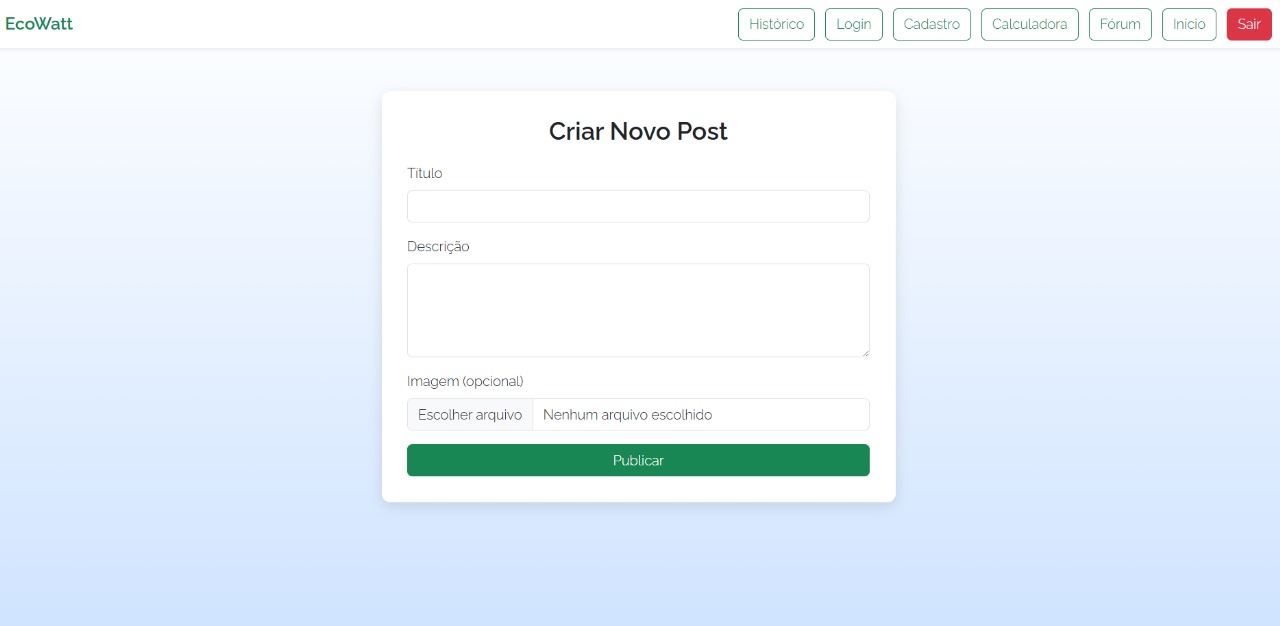 EcoWatt
Histórico Login Cadastro Calculadora Fórum Inicio Sair
Criar Novo Post
Título
Descrição
Imagem (opcional)
Escolher arquivo Nenhum arquivo escolhido
Publicar